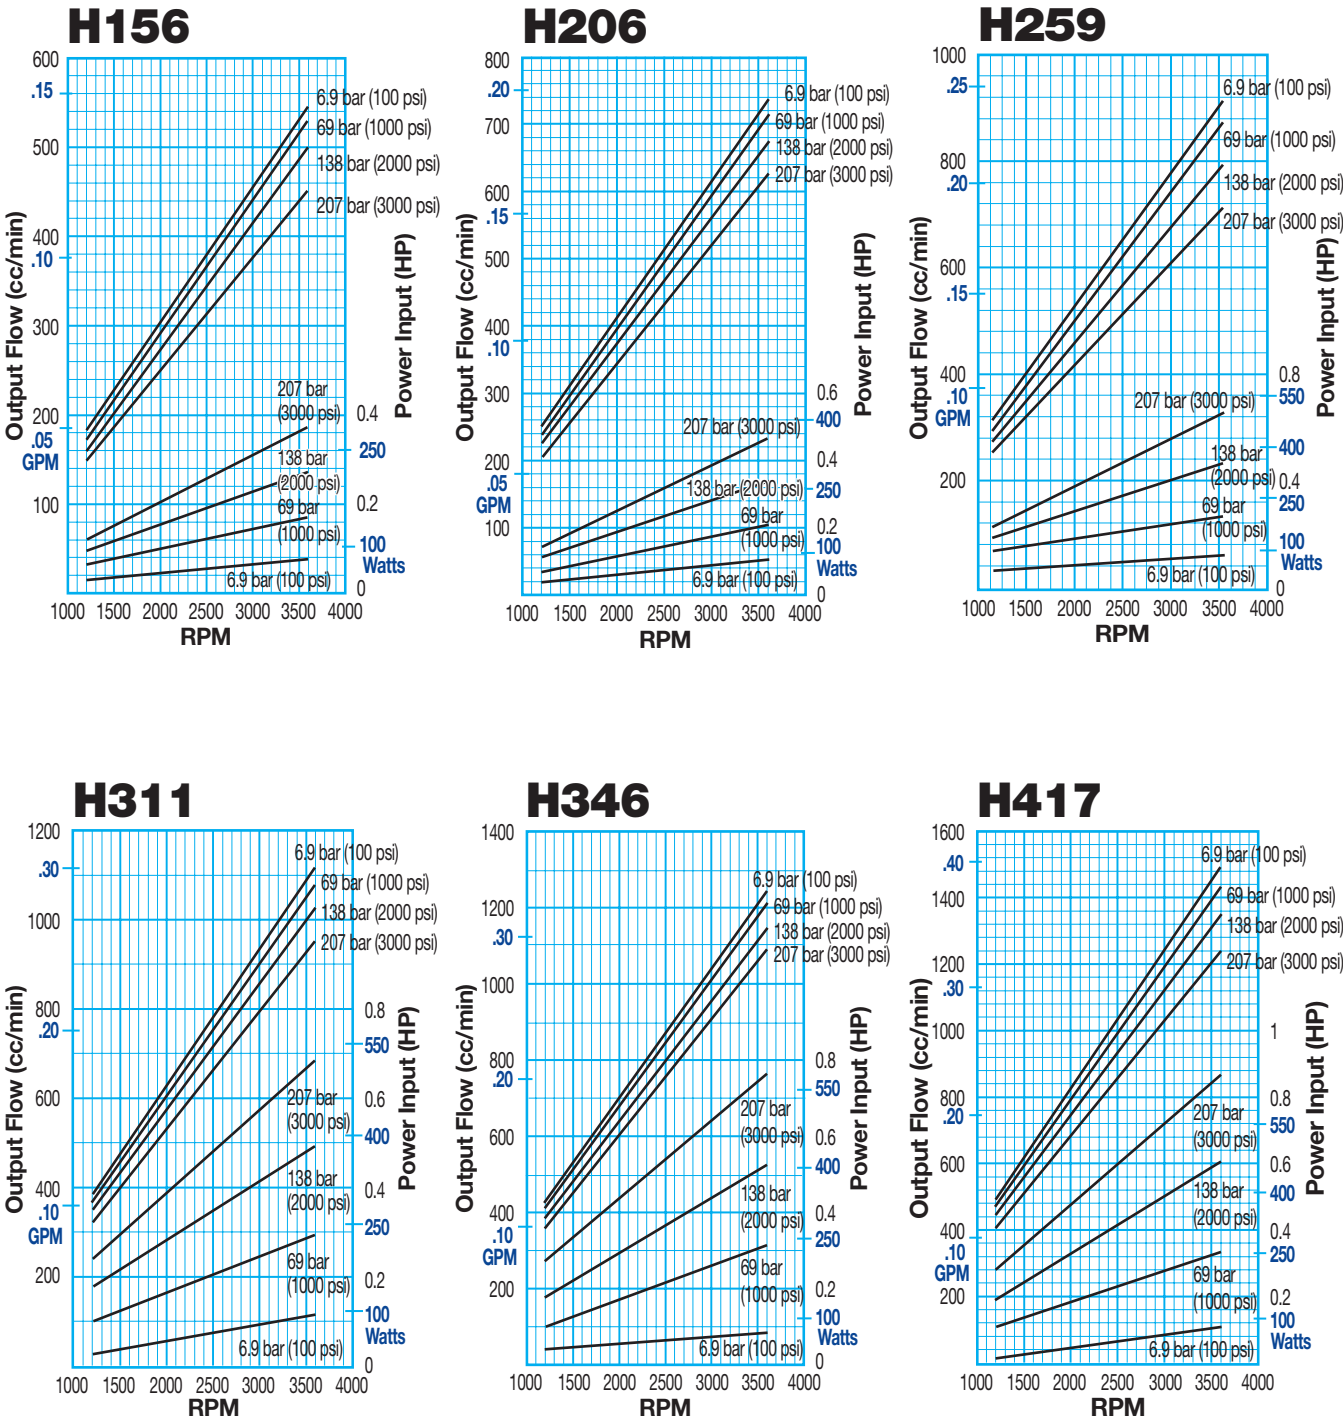 H156
600
.15
500
400
.10
300
200
.05
GPM
100
Output Flow (cc/min)
6.9 bar (100 psi)
69 bar (1000 psi)
138 bar (2000 psi)
207 bar (3000 psi)
207 bar
(3000 psi)
138 bar
(2000 psi)
69 bar
(1000 psi)
6.9 bar (100 psi)
0.4
250
0.2
100
Watts
0
Power Input (HP)
1000 1500 2000 2500 3000 3500 4000
RPM
H206
800
.20
700
600
.15
500
400
.10
300
200
.05
GPM
100
Output Flow (cc/min)
6.9 bar (100 psi)
69 bar (1000 psi)
138 bar (2000 psi)
207 bar (3000 psi)
207 bar (3000 psi)
138 bar (2000 psi)
69 bar
(1000 psi)
6.9 bar (100 psi)
0.6
400
0.4
250
0.2
100
Watts
0
Power Input (HP)
1000 1500 2000 2500 3000 3500 4000
RPM
H259
1000
.25
800
.20
600
.15
400
.10
GPM
200
Output Flow (cc/min)
6.9 bar (100 psi)
69 bar (1000 psi)
138 bar (2000 psi)
207 bar (3000 psi)
207 bar (3000 psi)
138 bar
(2000 psi)
69 bar
(1000 psi)
6.9 bar (100 psi)
0.8
550
400
0.4
250
100
Watts
0
Power Input (HP)
1000 1500 2000 2500 3000 3500 4000
RPM
H311
1200
.30
1000
800
.20
600
400
.10
GPM
200
Output Flow (cc/min)
6.9 bar (100 psi)
69 bar (1000 psi)
138 bar (2000 psi)
207 bar (3000 psi)
207 bar
(3000 psi)
138 bar
(2000 psi)
69 bar
(1000 psi)
6.9 bar (100 psi)
0.8
550
0.6
400
0.4
250
0.2
100
Watts
0
Power Input (HP)
1000 1500 2000 2500 3000 3500 4000
RPM
H346
1400
1200
.30
1000
800
.20
600
400
.10
GPM
200
Output Flow (cc/min)
6.9 bar (100 psi)
69 bar (1000 psi)
138 bar (2000 psi)
207 bar (3000 psi)
207 bar
(3000 psi)
138 bar
(2000 psi)
69 bar
(1000 psi)
6.9 bar (100 psi)
0.8
550
0.6
400
0.4
250
0.2
100
Watts
0
Power Input (HP)
1000 1500 2000 2500 3000 3500 4000
RPM
H417
1600
.40
1400
1200
.30
1000
800
.20
600
400
.10
GPM
200
Output Flow (cc/min)
6.9 bar (100 psi)
69 bar (1000 psi)
138 bar (2000 psi)
207 bar (3000 psi)
207 bar
(3000 psi)
138 bar
(2000 psi)
69 bar
(1000 psi)
6.9 bar (100 psi)
1
0.8
550
0.6
400
0.4
250
0.2
100
Watts
Power Input (HP)
1000 1500 2000 2500 3000 3500 4000
RPM